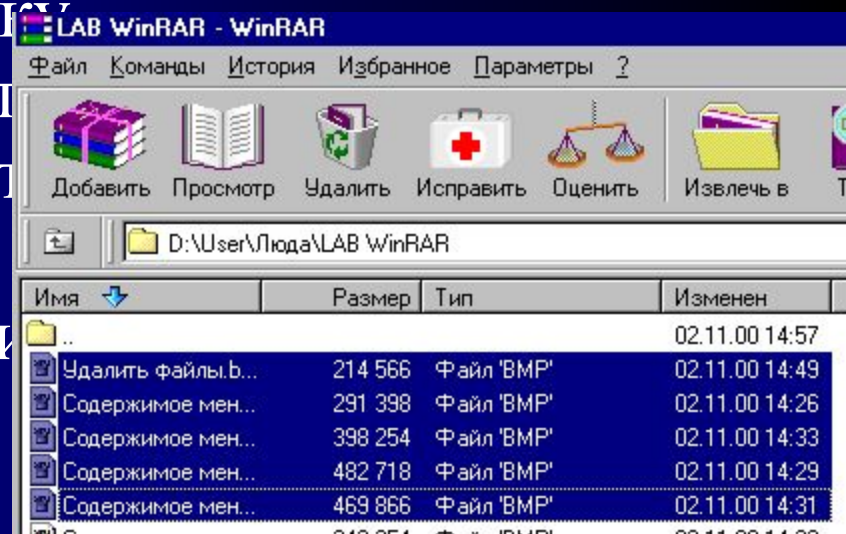 LAB WinRAR - WinRAR
Файл Команды История Избранное Параметры ?
Добавить Просмотр Удалить Исправить Оценить Извлечь в
D:\User\Люда\LAB WinRAR
Имя Размер Тип Изменен
.. 02.11.00 14:57
Удалить файлы.b... 214 566 Файл 'BMP' 02.11.00 14:49
Содержимое мен... 291 398 Файл 'BMP' 02.11.00 14:26
Содержимое мен... 398 254 Файл 'BMP' 02.11.00 14:33
Содержимое мен... 482 718 Файл 'BMP' 02.11.00 14:29
Содержимое мен... 469 866 Файл 'BMP' 02.11.00 14:31